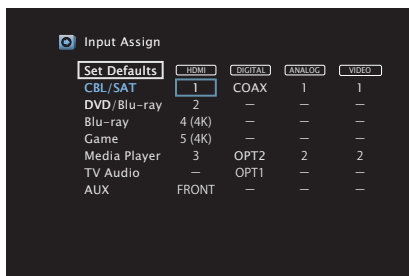 Input Assign
Set Defaults HDMI DIGITAL ANALOG VIDEO
CBL/SAT 1 COAX 1 1
DVD/Blu-ray 2 – – –
Blu-ray 4 (4K) – – –
Game 5 (4K) – – –
Media Player 3 OPT2 2 2
TV Audio – OPT1 – –
AUX FRONT – – –